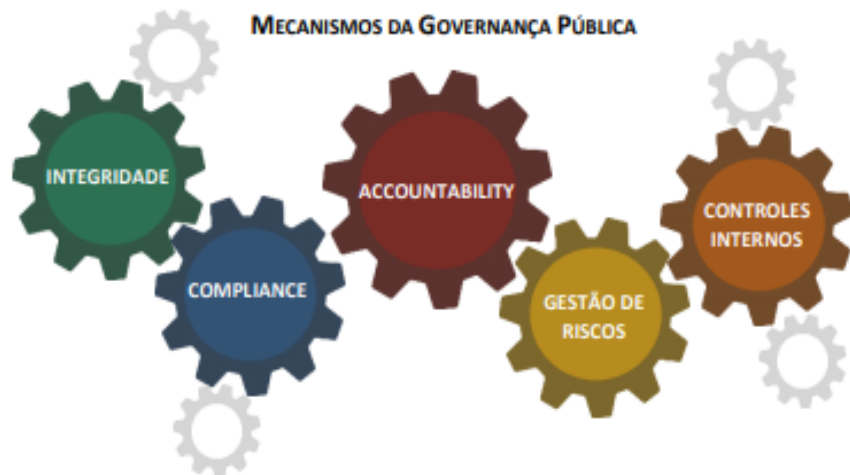 MECANISMOS DA GOVERNANÇA PÚBLICA
INTEGRIDADE
COMPLIANCE
ACCOUNTABILITY
GESTÃO DE
RISCOS
CONTROLES
INTERNOS